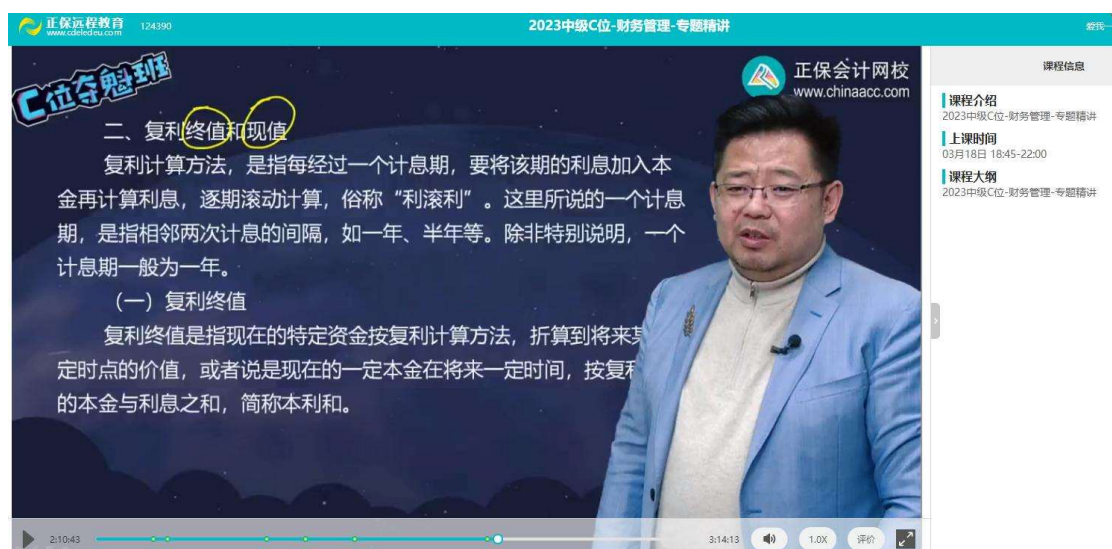 正保远程教育
www.cdeledu.com
124390
2023中级C位-财务管理-专题精讲
爱我一
C位夺魁班
正保会计网校
www.chinaacc.com
二、复利终值和现值
复利计算方法，是指每经过一个计息期，要将该期的利息加入本
金再计算利息，逐期滚动计算，俗称“利滚利”。这里所说的一个计息
期，是指相邻两次计息的间隔，如一年、半年等。除非特别说明，一个
计息期一般为一年。
（一）复利终值
复利终值是指现在的特定资金按复利计算方法，折算到将来某
定时点的价值，或者说是现在的一定本金在将来一定时间，按复利
的本金与利息之和，简称本利和。
2:10:43
3:14:13
1.0X
评价
课程信息
课程介绍
2023中级C位-财务管理-专题精讲
上课时间
03月18日 18:45-22:00
课程大纲
2023中级C位-财务管理-专题精讲